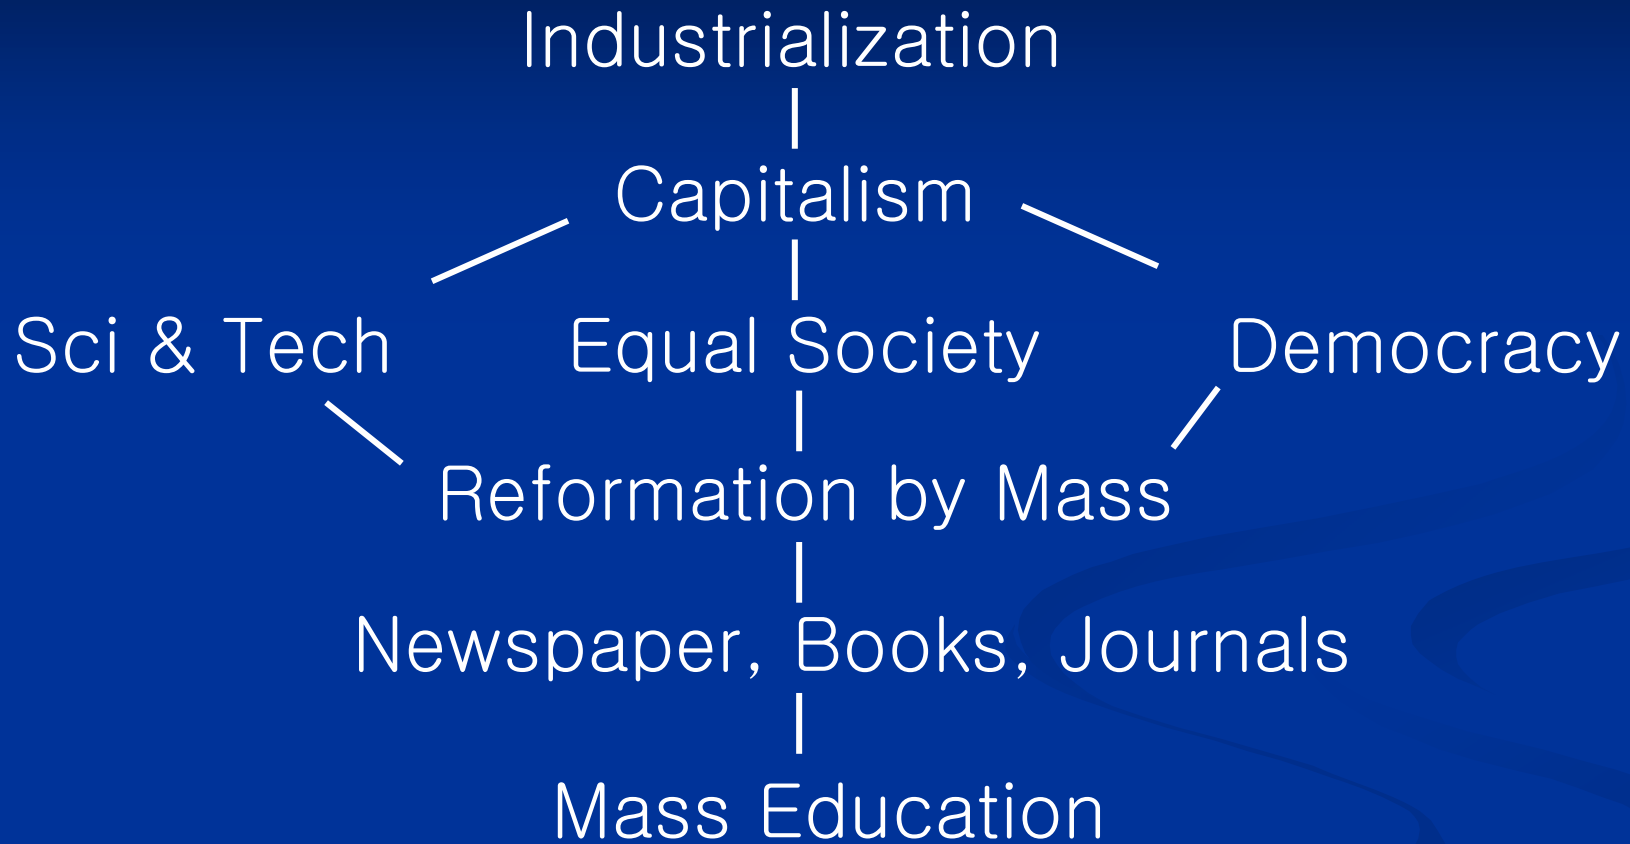 Industrialization
Capitalism
Sci & Tech Equal Society Democracy
Reformation by Mass
Newspaper, Books, Journals
Mass Education